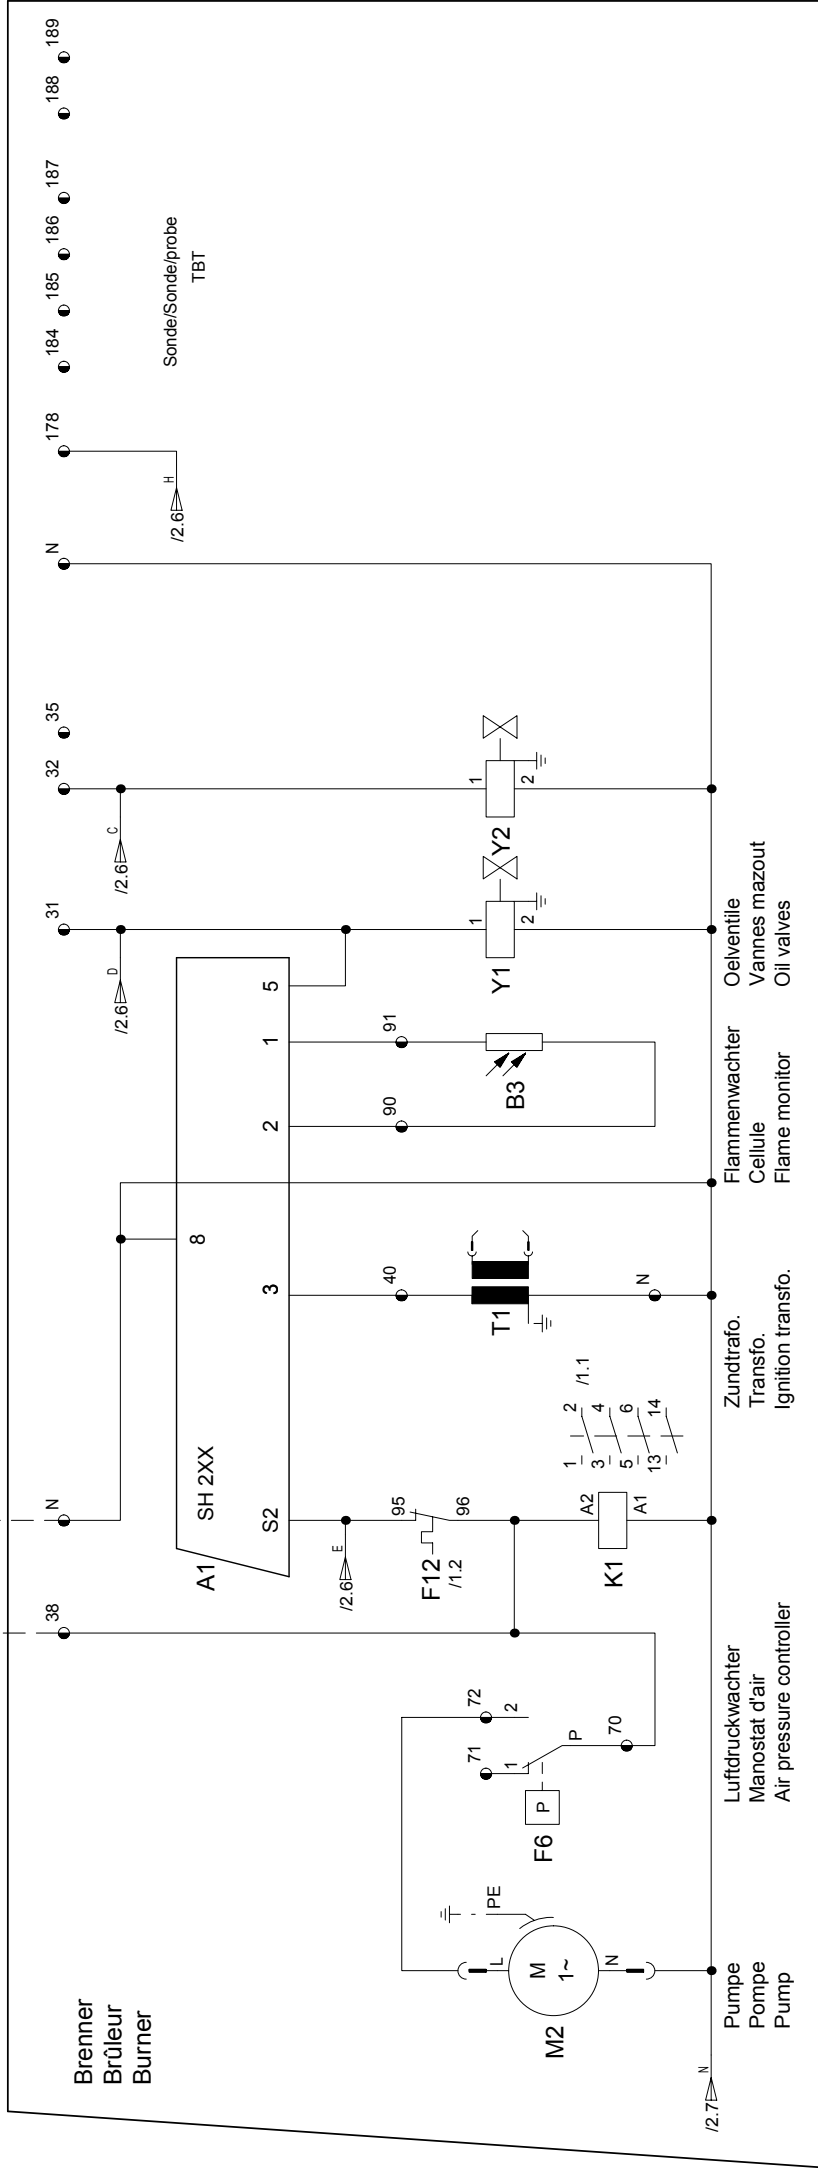 Brenner
Brûleur
Burner
38
N
31
32
35
N
178
184
185
186
187
188
189
Sonde/Sonde/probe
TBT
/2.6 D
/2.6 C
/2.6 H
A1
SH 2XX
8
S2
3
2
1
5
/2.6 E
F12
/1.2
95
96
40
90
91
71
72
1
2
P
P
F6
70
M2
M
1~
L
N
PE
K1
A2
A1
1
2
3
4
5
6
13
14
/1.1
T1
N
B3
Y1
1
2
Y2
1
2
/2.7 N
Pumpe
Pompe
Pump
Luftdruckwachter
Manostat d'air
Air pressure controller
Zundtrafo.
Transfo.
Ignition transfo.
Flammenwachter
Cellule
Flame monitor
Oelventile
Vannes mazout
Oil valves